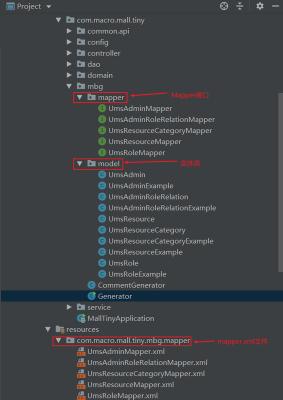 Project
com.macro.mall.tiny
common.api
config
controller
dao
domain
mbg
mapper
Mapper接口
UmsAdminMapper
UmsAdminRoleRelationMapper
UmsResourceCategoryMapper
UmsResourceMapper
UmsRoleMapper
model
实体类
UmsAdmin
UmsAdminExample
UmsAdminRoleRelation
UmsAdminRoleRelationExample
UmsResource
UmsResourceCategory
UmsResourceCategoryExample
UmsResourceExample
UmsRole
UmsRoleExample
CommentGenerator
Generator
service
MallTinyApplication
resources
com.macro.mall.tiny.mbg.mapper
mapper.xml文件
UmsAdminMapper.xml
UmsAdminRoleRelationMapper.xml
UmsResourceCategoryMapper.xml
UmsResourceMapper.xml
UmsRoleMapper.xml